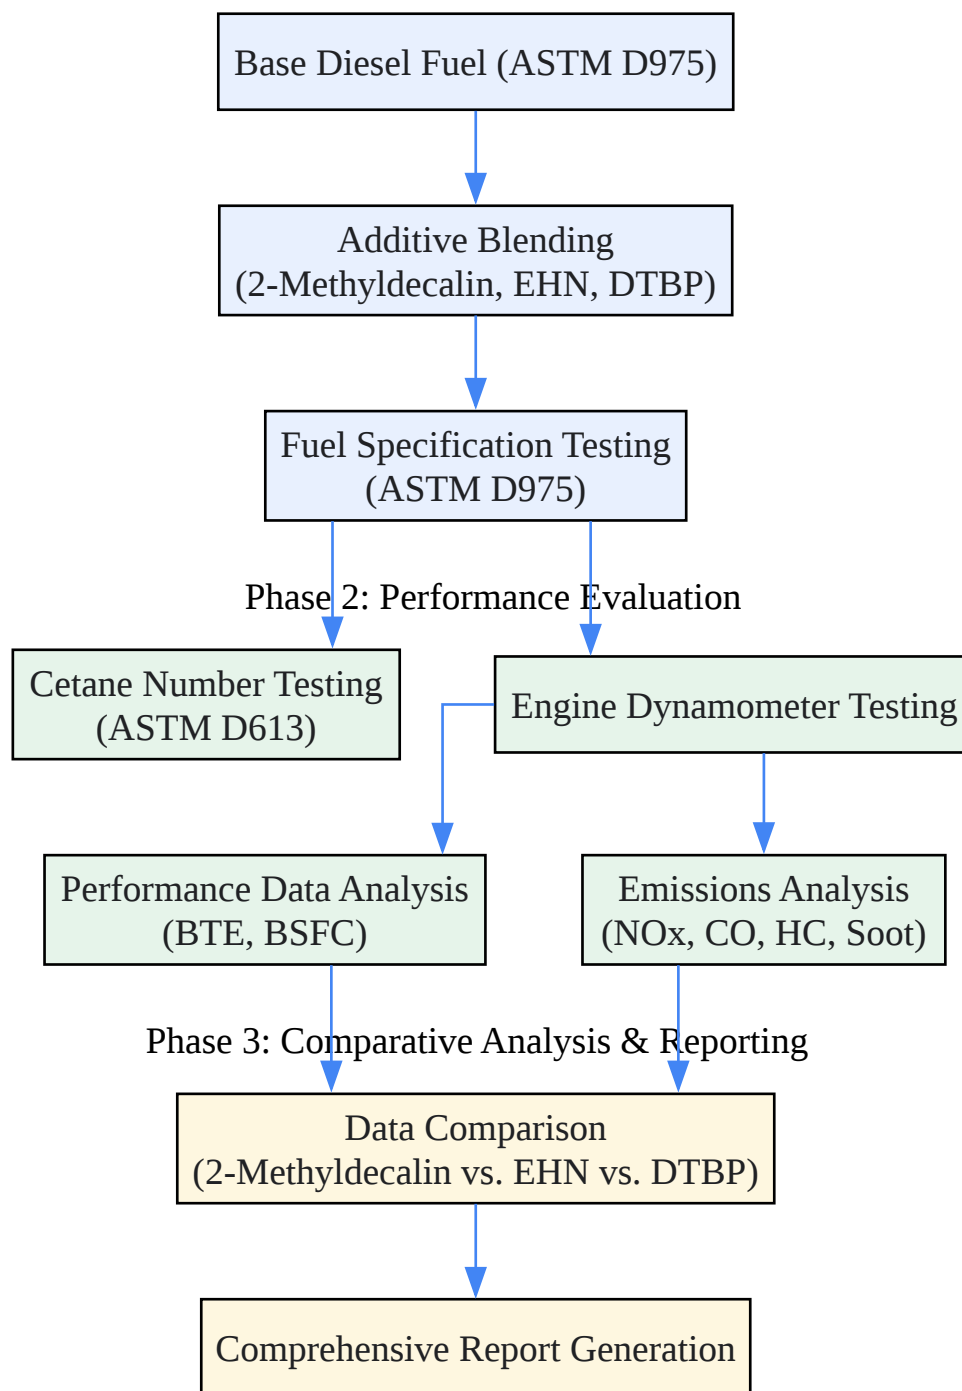 Base Diesel Fuel (ASTM D975)
Additive Blending
(2-Methyldecalin, EHN, DTBP)
Fuel Specification Testing
(ASTM D975)
Phase 2: Performance Evaluation
Cetane Number Testing
(ASTM D613)
Engine Dynamometer Testing
Performance Data Analysis
(BTE, BSFC)
Emissions Analysis
(NOx, CO, HC, Soot)
Phase 3: Comparative Analysis & Reporting
Data Comparison
(2-Methyldecalin vs. EHN vs. DTBP)
Comprehensive Report Generation